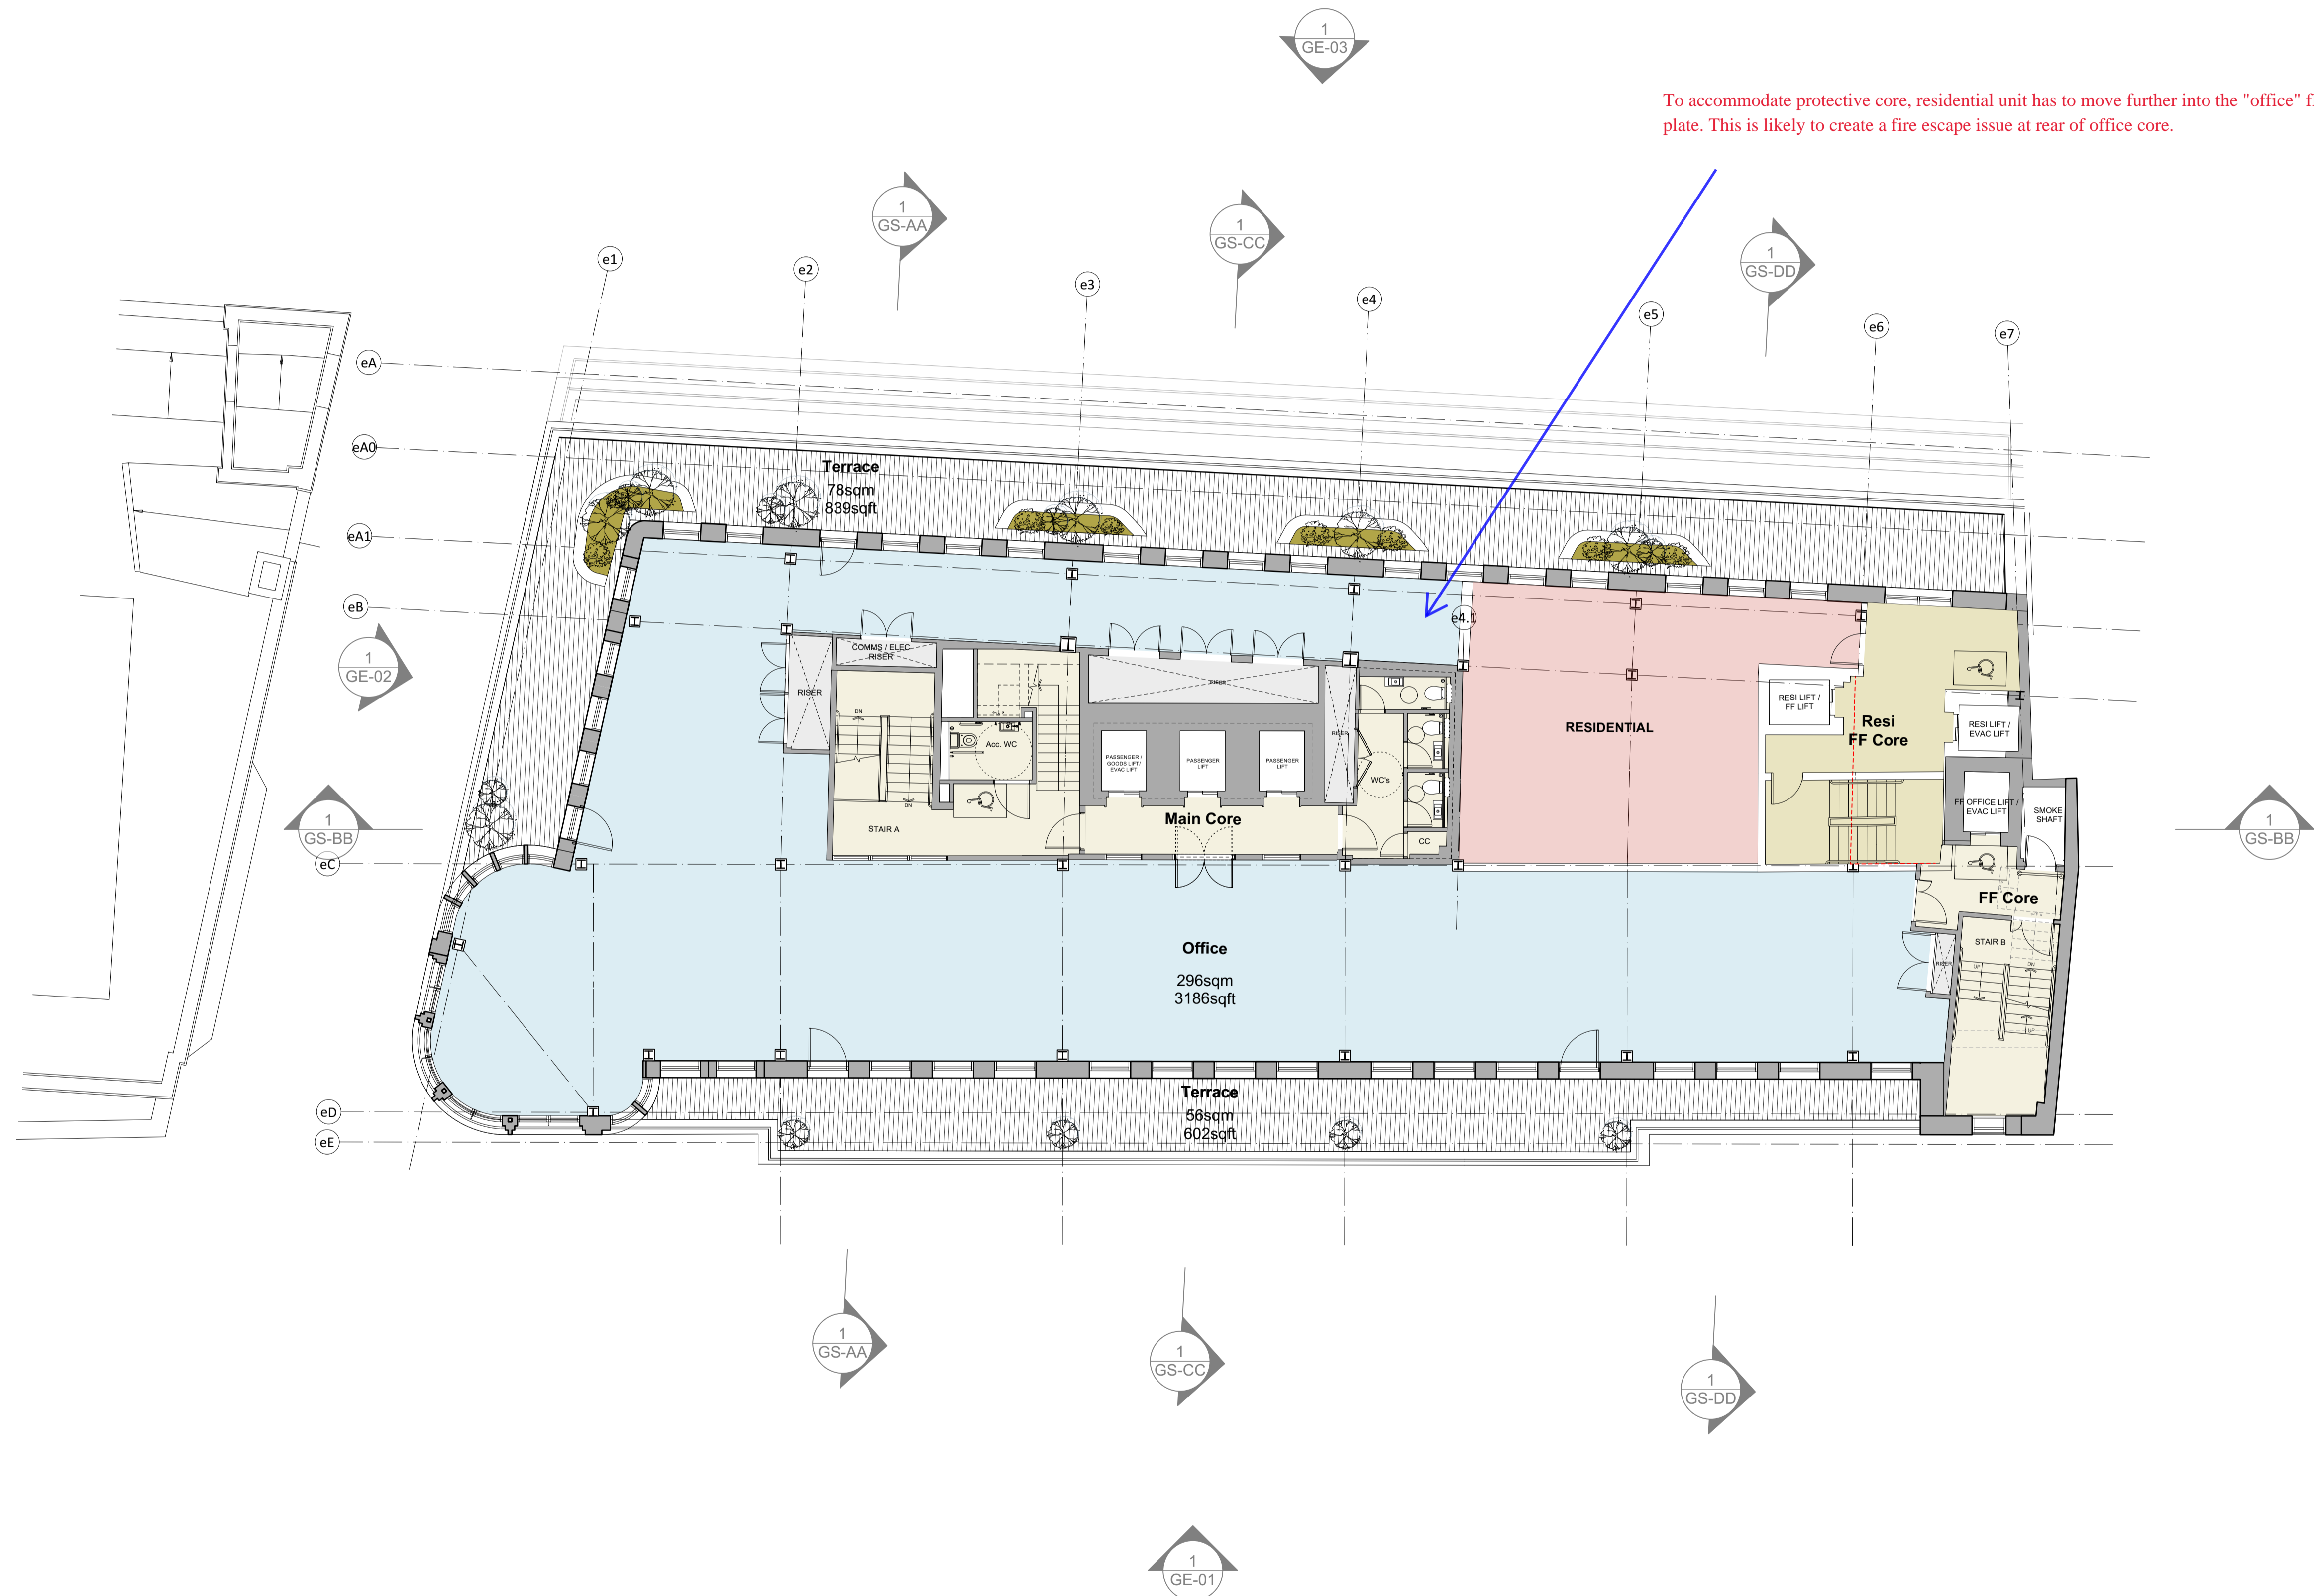 1
GE-03
To accommodate protective core, residential unit has to move further into the "office" fl
plate. This is likely to create a fire escape issue at rear of office core.
1
GS-AA
1
GS-CC
1
GS-DD
e1
e2
e3
e4
e5
e6
e7
eA
eA0
eA1
eB
Terrace
78sqm
839sqft
e4.1
1
GE-02
COMMS / ELEC
RISER
RISER
RISER
RISER
DN
DN
Acc. WC
STAIR A
PASSENGER /
GOODS LIFT/
EVAC LIFT
PASSENGER
LIFT
PASSENGER
LIFT
Main Core
WC's
CC
RESIDENTIAL
RESI LIFT /
FF LIFT
Resi
FF Core
RESI LIFT /
EVAC LIFT
FF OFFICE LIFT /
EVAC LIFT
SMOKE
SHAFT
1
GS-BB
1
GS-BB
eC
FF Core
STAIR B
RISER
UP
DN
UP
Office
296sqm
3186sqft
Terrace
56sqm
602sqft
eD
eE
1
GS-AA
1
GS-CC
1
GS-DD
1
GE-01